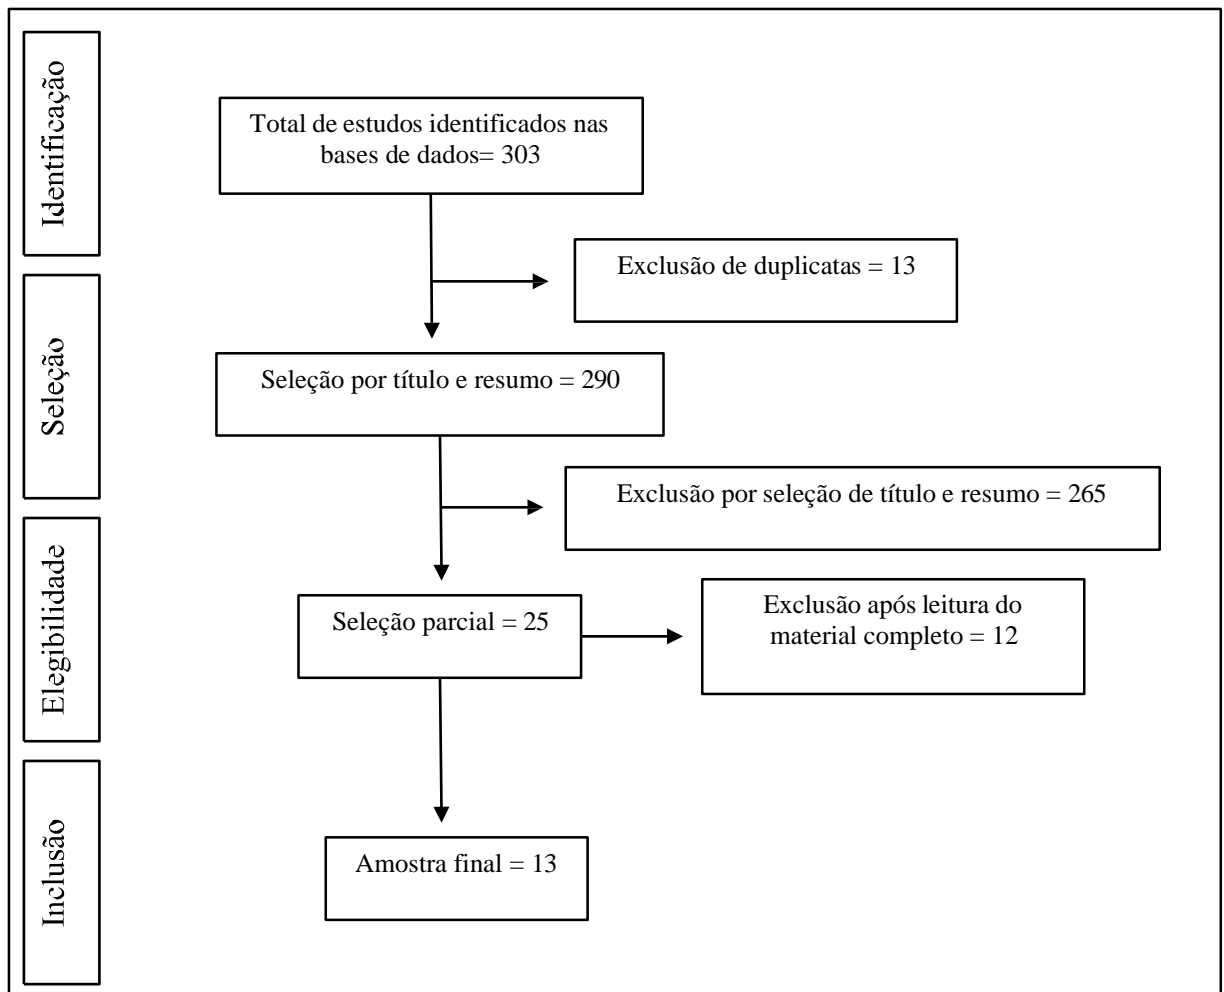 Identificação
Total de estudos identificados nas
bases de dados= 303
Exclusão de duplicatas = 13
Seleção
Seleção por título e resumo = 290
Exclusão por seleção de título e resumo = 265
Elegibilidade
Seleção parcial = 25
Exclusão após leitura do
material completo = 12
Inclusão
Amostra final = 13